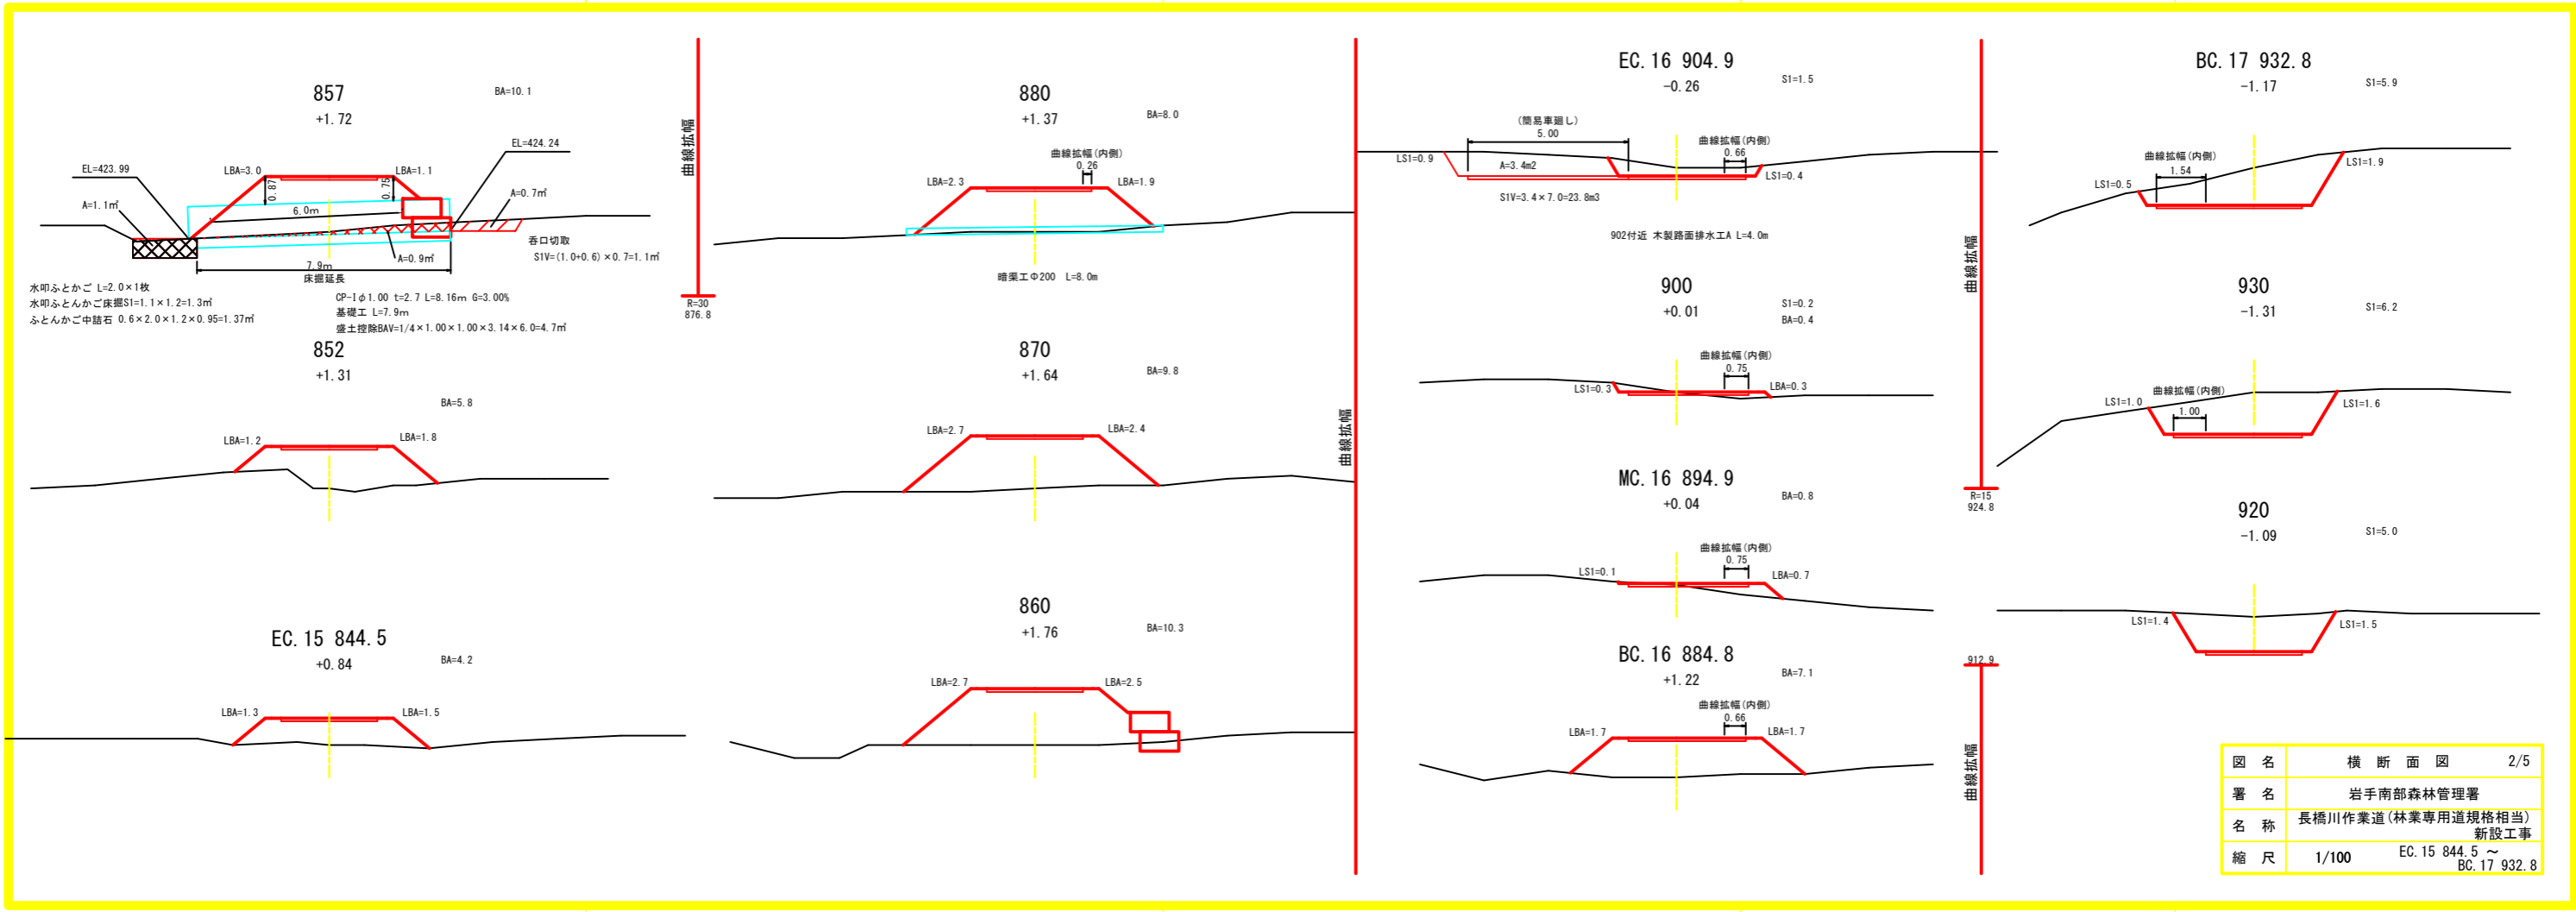 857
+1.72
BA=10.1
EL=423.99
EL=424.24
LBA=3.0
LBA=1.1
0.87
0.75
A=1.1㎡
A=0.7㎡
6.0m
呑口切取
S1V=(1.0+0.6)×0.7=1.1㎡
A=0.9㎡
7.9m
床掘延長
水叩ふとかご L=2.0×1枚
水叩ふとんかご床掘S1=1.1×1.2=1.3㎡
ふとんかご中詰石 0.6×2.0×1.2×0.95=1.37㎡
CP-Iφ1.00 t=2.7 L=8.16m G=3.00%
基礎工 L=7.9m
盛土控除BAV=1/4×1.00×1.00×3.14×6.0=4.7㎡
852
+1.31
BA=5.8
LBA=1.2
LBA=1.8
EC.15 844.5
+0.84
BA=4.2
LBA=1.3
LBA=1.5
曲線拡幅
R=30
876.8
880
+1.37
BA=8.0
曲線拡幅(内側)
0.26
LBA=2.3
LBA=1.9
暗渠工Φ200 L=8.0m
870
+1.64
BA=9.8
LBA=2.7
LBA=2.4
860
+1.76
BA=10.3
LBA=2.7
LBA=2.5
曲線拡幅
EC.16 904.9
-0.26
S1=1.5
(簡易車廻し)
5.00
曲線拡幅(内側)
0.66
LS1=0.9
A=3.4m2
LS1=0.4
S1V=3.4×7.0=23.8m3
902付近 木製路面排水工A L=4.0m
900
+0.01
S1=0.2
BA=0.4
曲線拡幅(内側)
0.75
LS1=0.3
LBA=0.3
MC.16 894.9
+0.04
BA=0.8
曲線拡幅(内側)
0.75
LS1=0.1
LBA=0.7
BC.16 884.8
+1.22
BA=7.1
曲線拡幅(内側)
0.66
LBA=1.7
LBA=1.7
曲線拡幅
R=15
924.8
912.9
曲線拡幅
BC.17 932.8
-1.17
S1=5.9
曲線拡幅(内側)
1.54
LS1=0.5
LS1=1.9
930
-1.31
S1=6.2
曲線拡幅(内側)
1.00
LS1=1.0
LS1=1.6
920
-1.09
S1=5.0
LS1=1.4
LS1=1.5
図 名 横 断 面 図 2/5
署 名 岩手南部森林管理署
名 称 長橋川作業道(林業専用道規格相当)
新設工事
縮 尺 1/100 EC.15 844.5 ～
BC.17 932.8